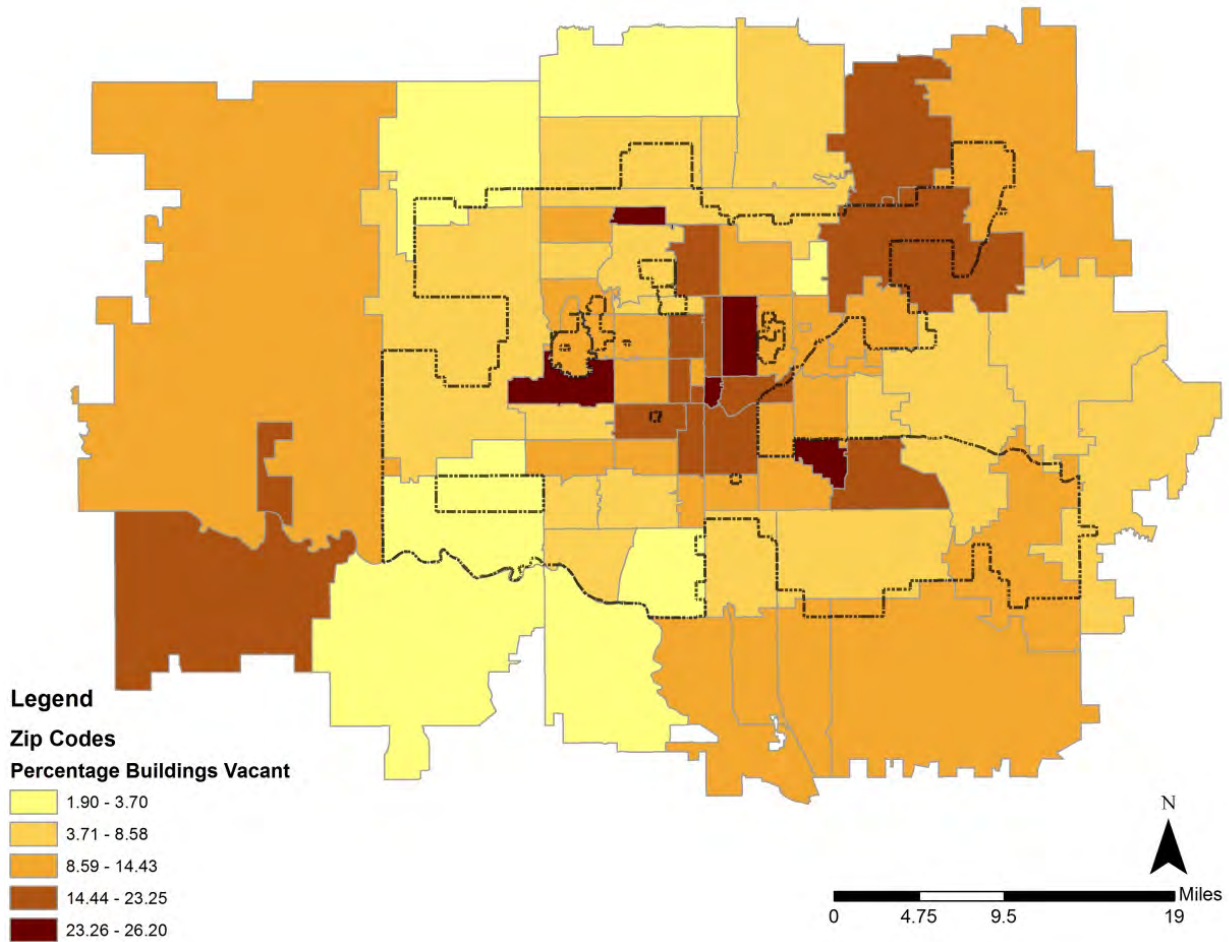 Legend
Zip Codes
Percentage Buildings Vacant
1.90 - 3.70
3.71 - 8.58
8.59 - 14.43
14.44 - 23.25
23.26 - 26.20
N
Miles
0 4.75 9.5 19